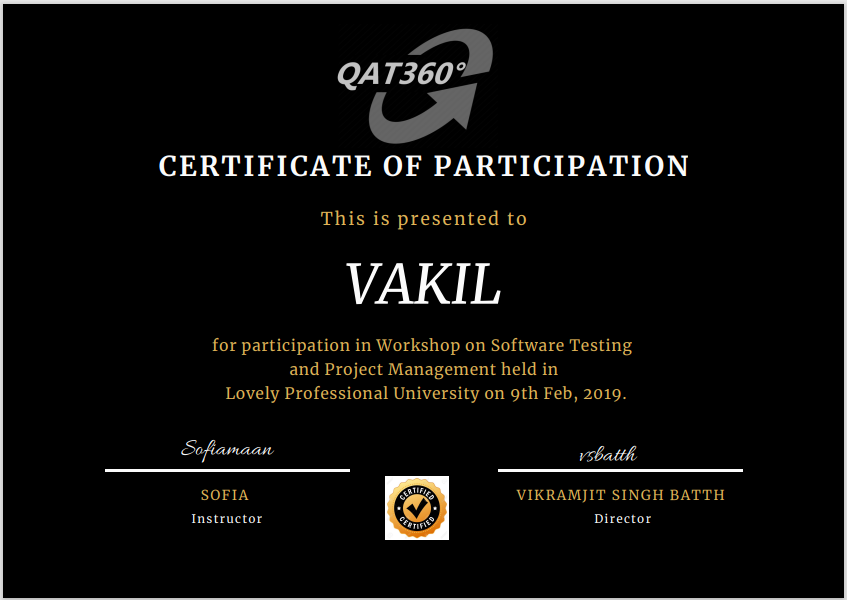 QAT360°
CERTIFICATE OF PARTICIPATION
This is presented to
VAKIL
for participation in Workshop on Software Testing
and Project Management held in
Lovely Professional University on 9th Feb, 2019.
Sofiamaan
vsbatth
SOFIA
VIKRAMJIT SINGH BATTH
Instructor
Director
CERTIFIED
CERTIFIED